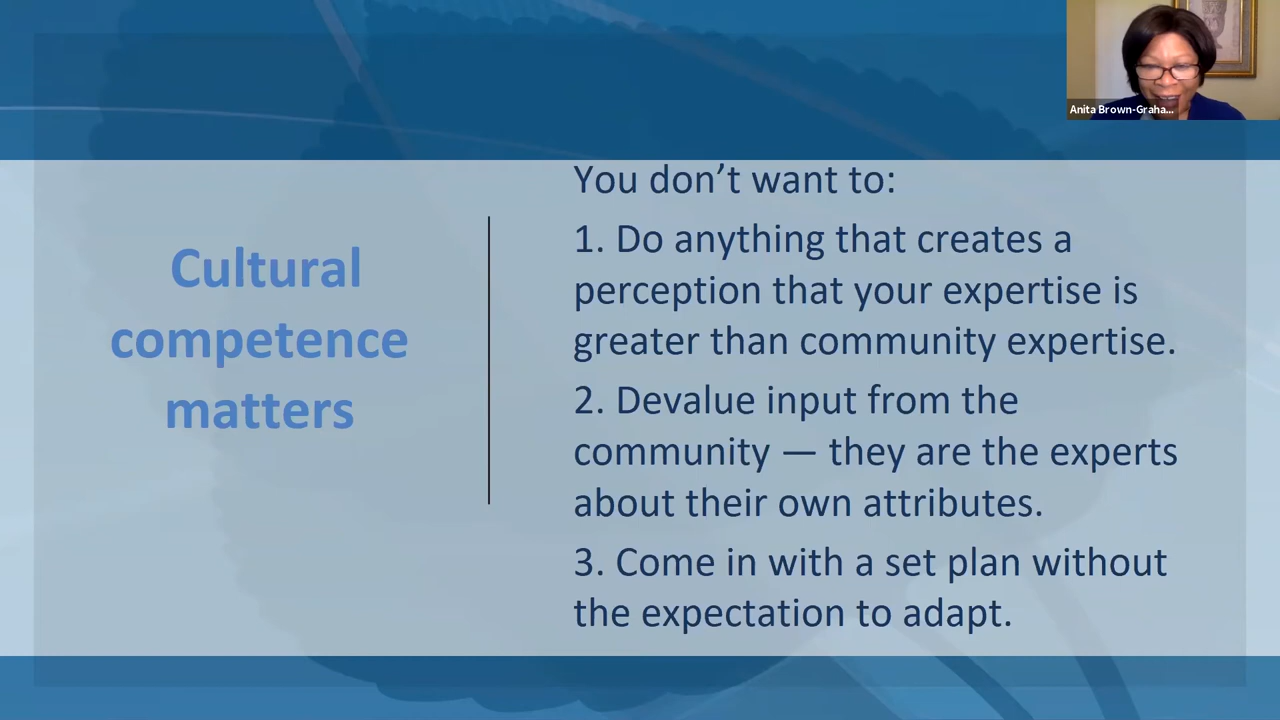 Anita Brown-Graha...
Cultural
competence
matters
You don’t want to:
1. Do anything that creates a
perception that your expertise is
greater than community expertise.
2. Devalue input from the
community — they are the experts
about their own attributes.
3. Come in with a set plan without
the expectation to adapt.